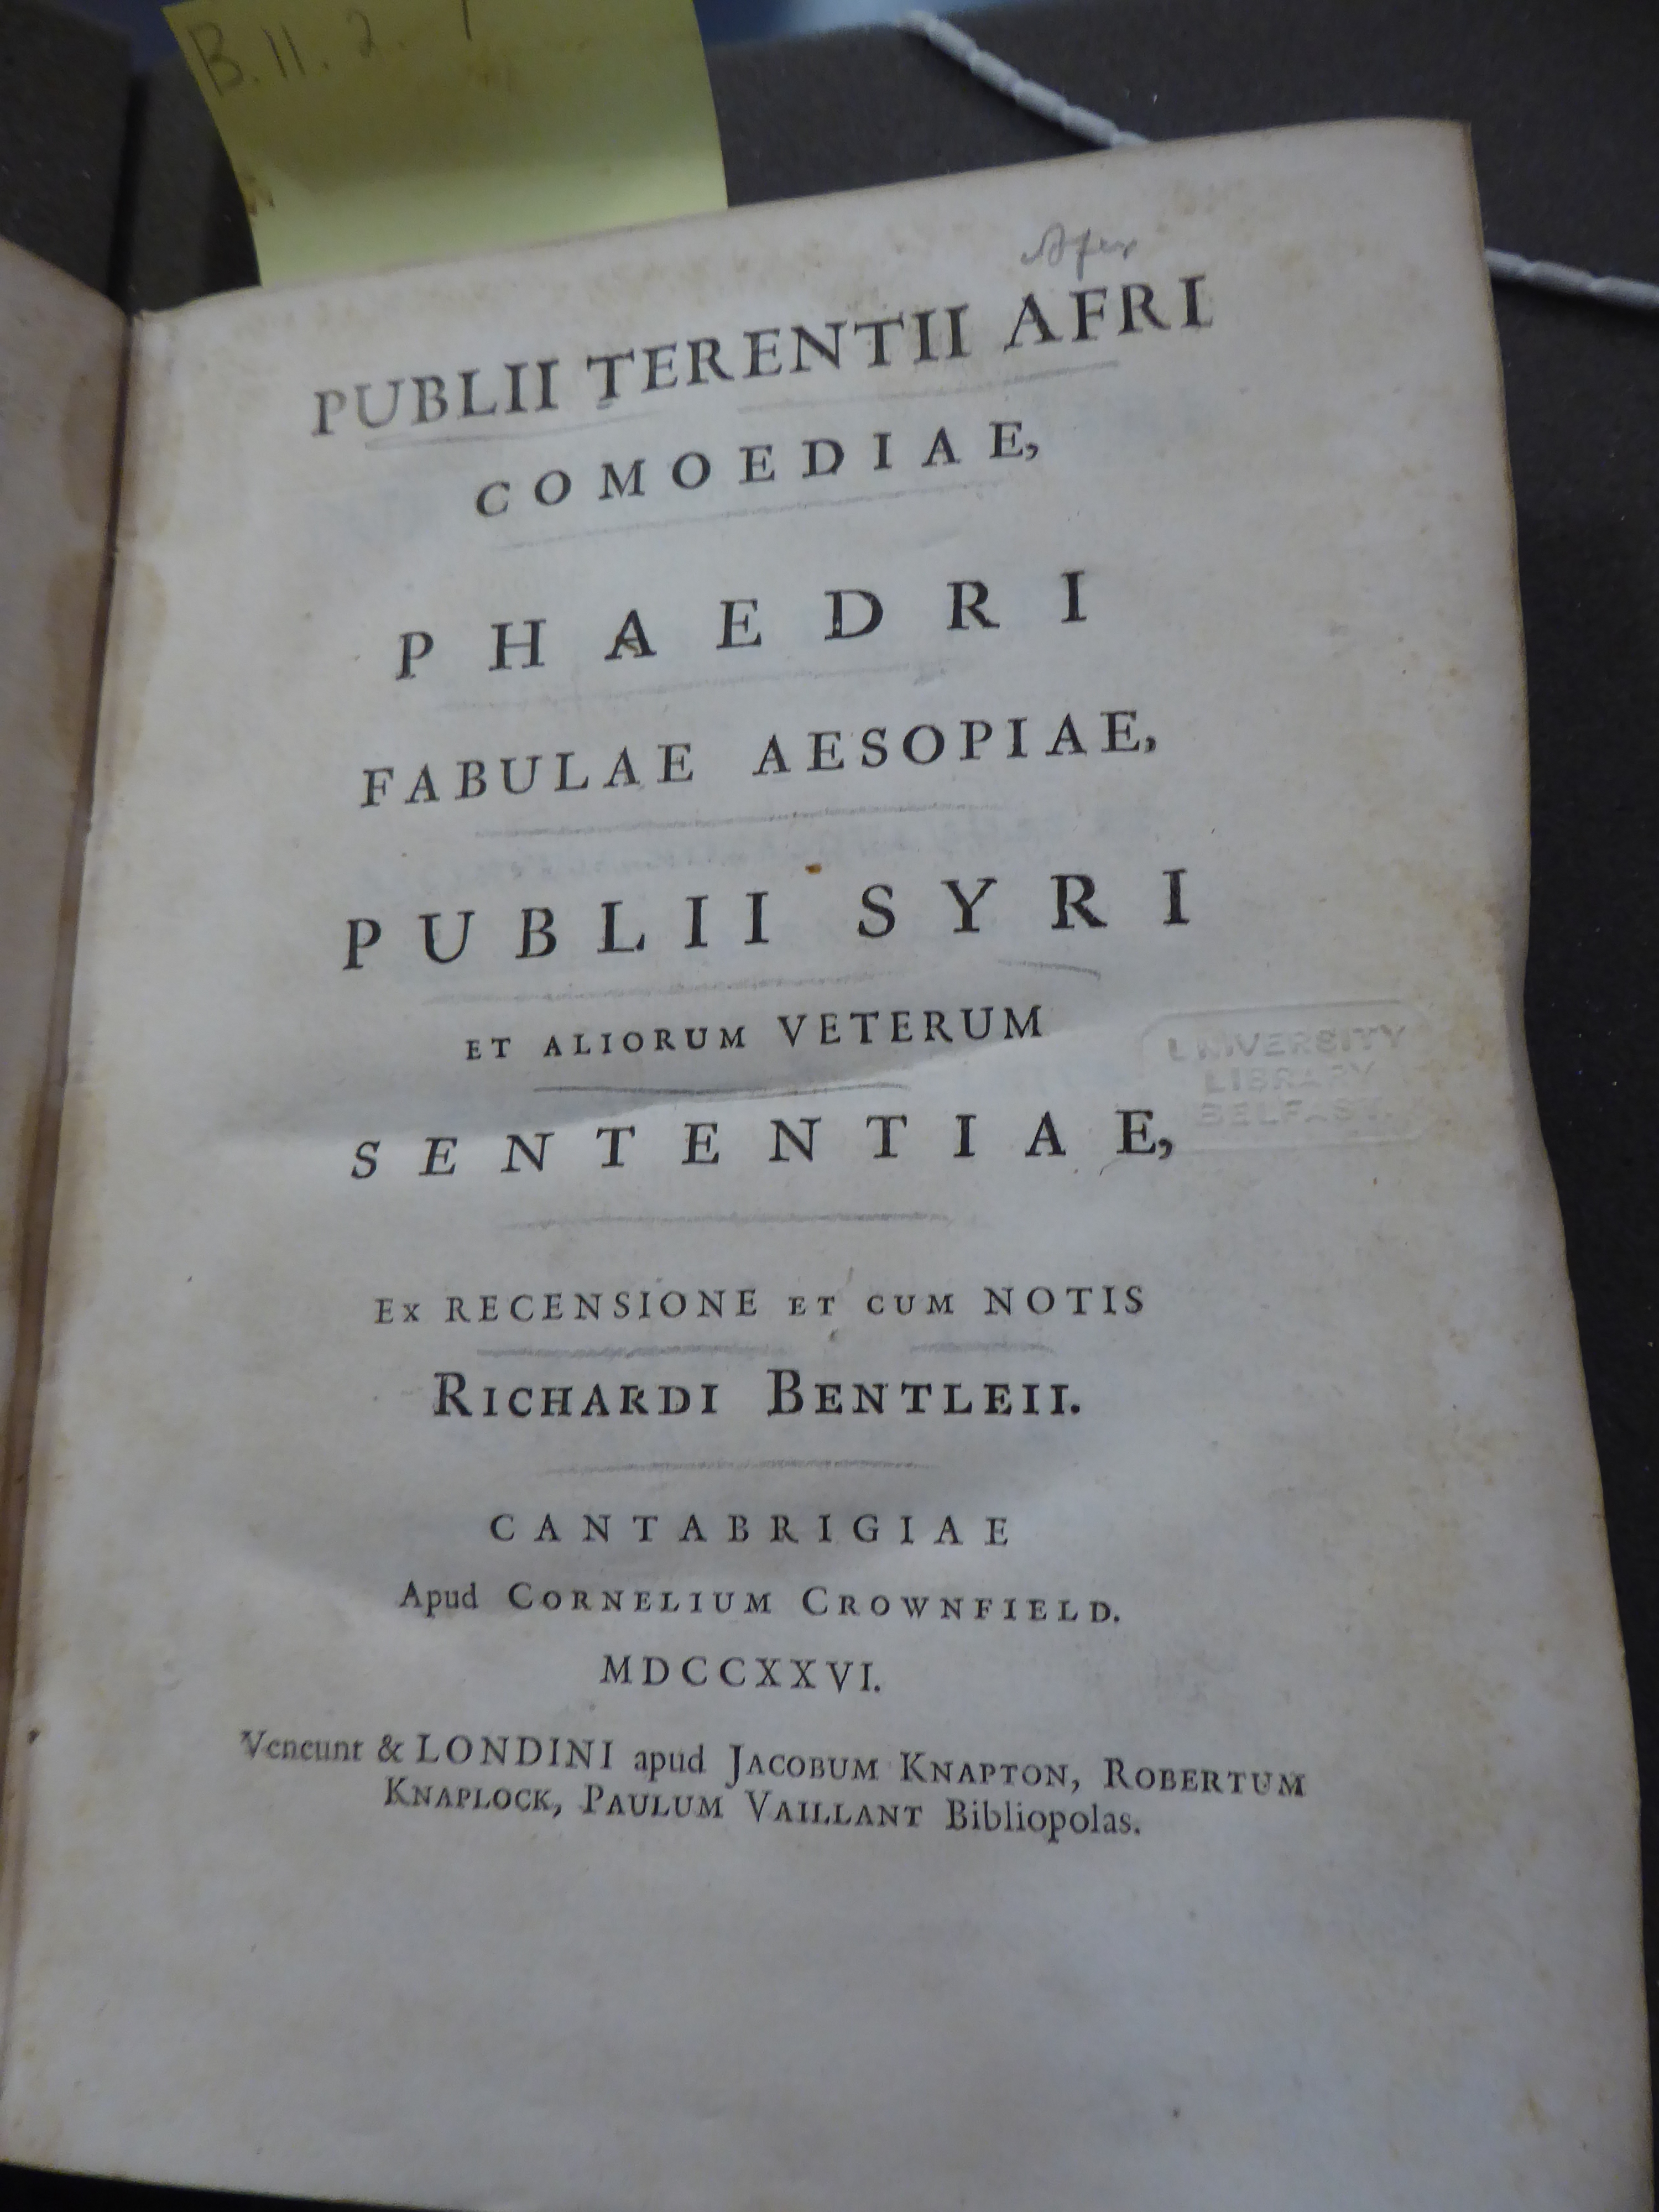 B.11.2.1
Afer
PUBLII TERENTII AFRI
COMOEDIAE,
PHAEDRI
FABULAE AESOPIAE,
PUBLII SYRI
ET ALIORUM VETERUM
SENTENTIAE,
UNIVERSITY
LIBRARY
BELFAST
Ex RECENSIONE ET CUM NOTIS
RICHARDI BENTLEII.
CANTABRIGIAE
Apud CORNELIUM CROWNFIELD.
MDCCXXVI.
Veneunt & LONDINI apud JACOBUM KNAPTON, ROBERTUM
KNAPLOCK, PAULUM VAILLANT Bibliopolas.